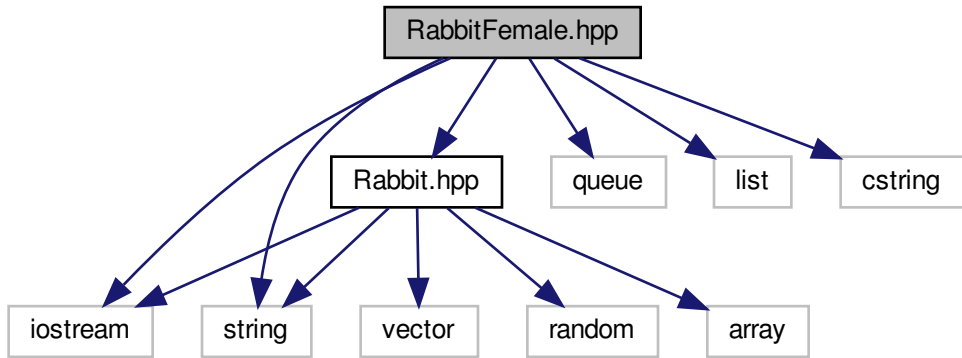 RabbitFemale.hpp
Rabbit.hpp
queue
list
cstring
iostream
string
vector
random
array